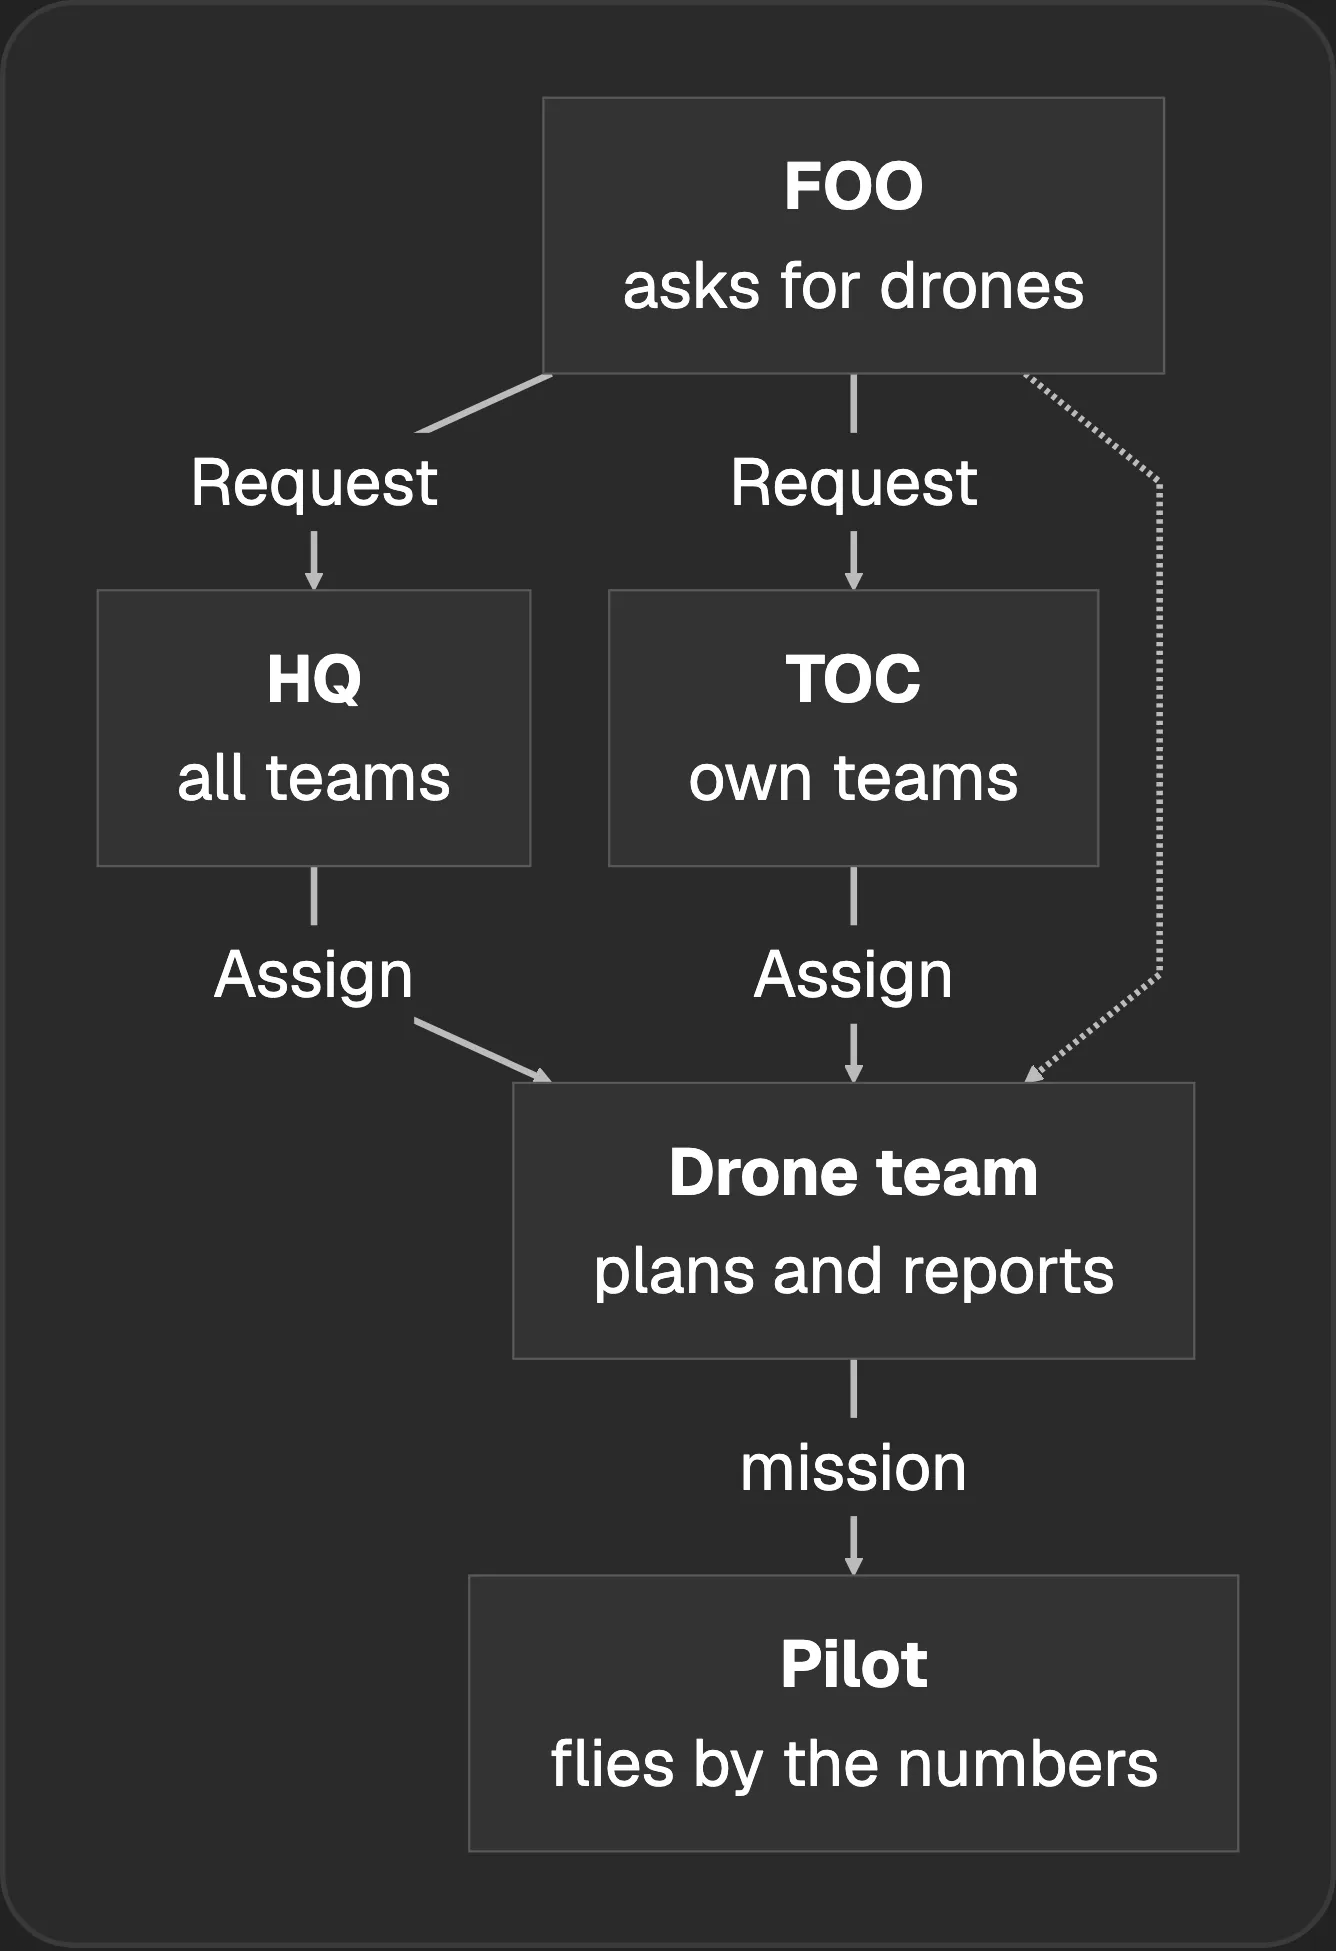 FOO
asks for drones
Request
Request
HQ
all teams
TOC
own teams
Assign
Assign
Drone team
plans and reports
mission
Pilot
flies by the numbers